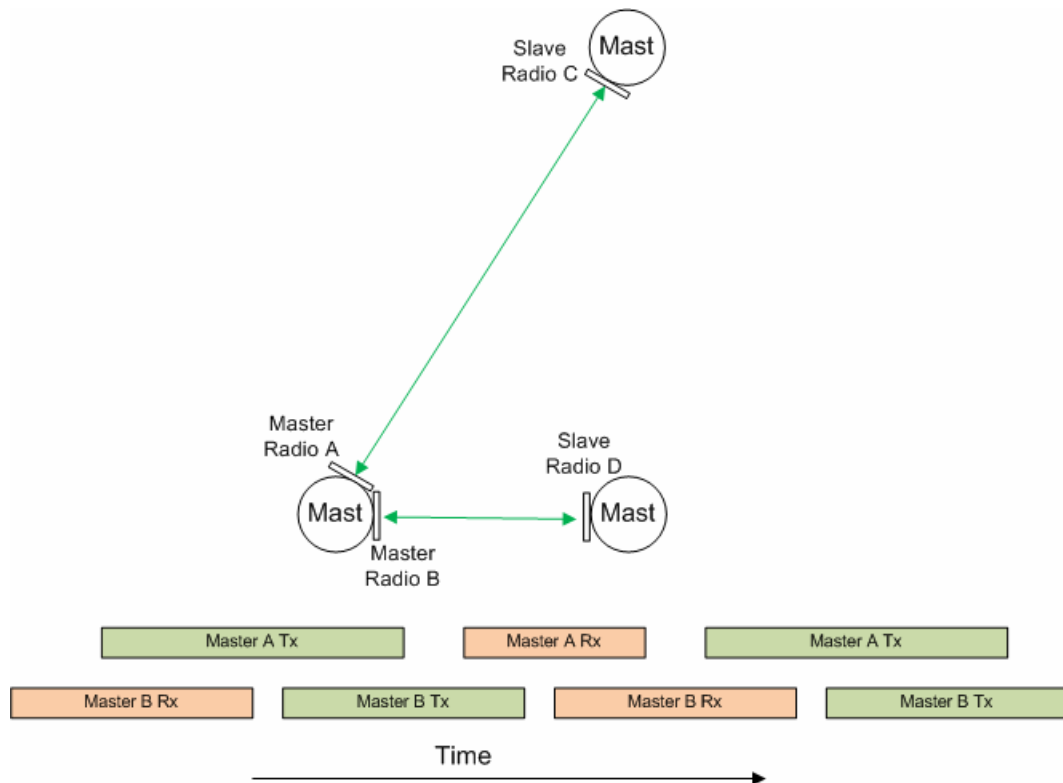 Slave
Radio C
Mast
Master
Radio A
Slave
Radio D
Mast
Mast
Master
Radio B
Master A Tx
Master A Rx
Master A Tx
Master B Rx
Master B Tx
Master B Rx
Master B Tx
Time